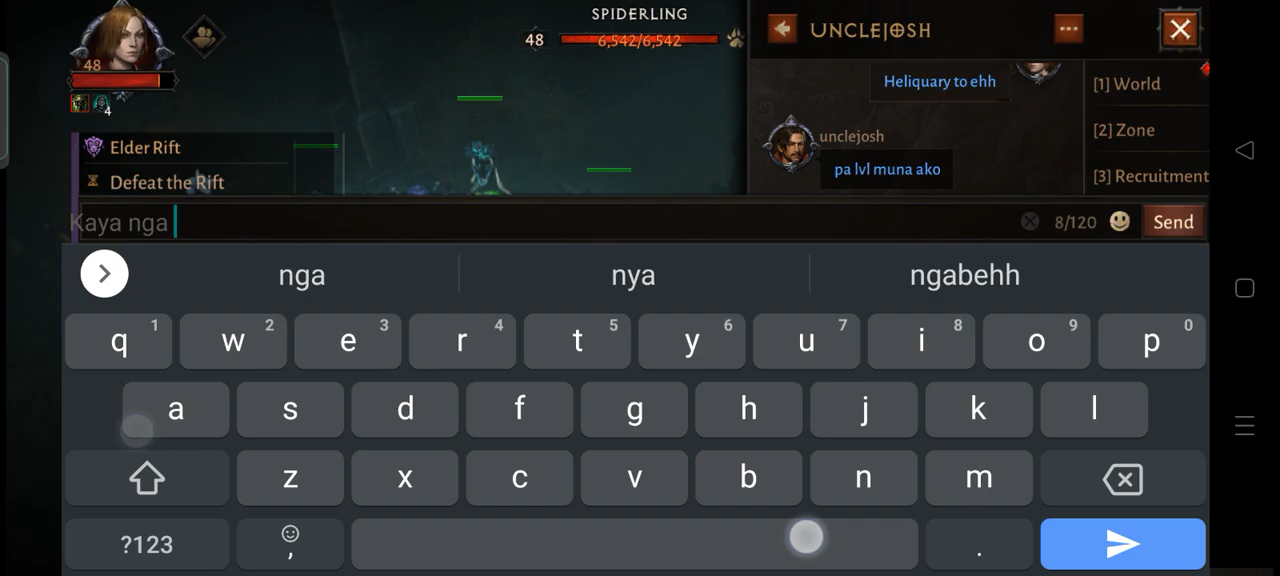 SPIDERLING
48
6,542/6,542
48
4
Elder Rift
Defeat the Rift
UNCLEJOSH
Heliquary to ehh
unclejosh
pa lvl muna ako
[1] World
[2] Zone
[3] Recruitment
Kaya nga
8/120
Send
nga nya ngabehh
q 1 w 2 e 3 r 4 t 5 y 6 u 7 i 8 o 9 p 0
a s d f g h j k l
z x c v b n m
?123 , .